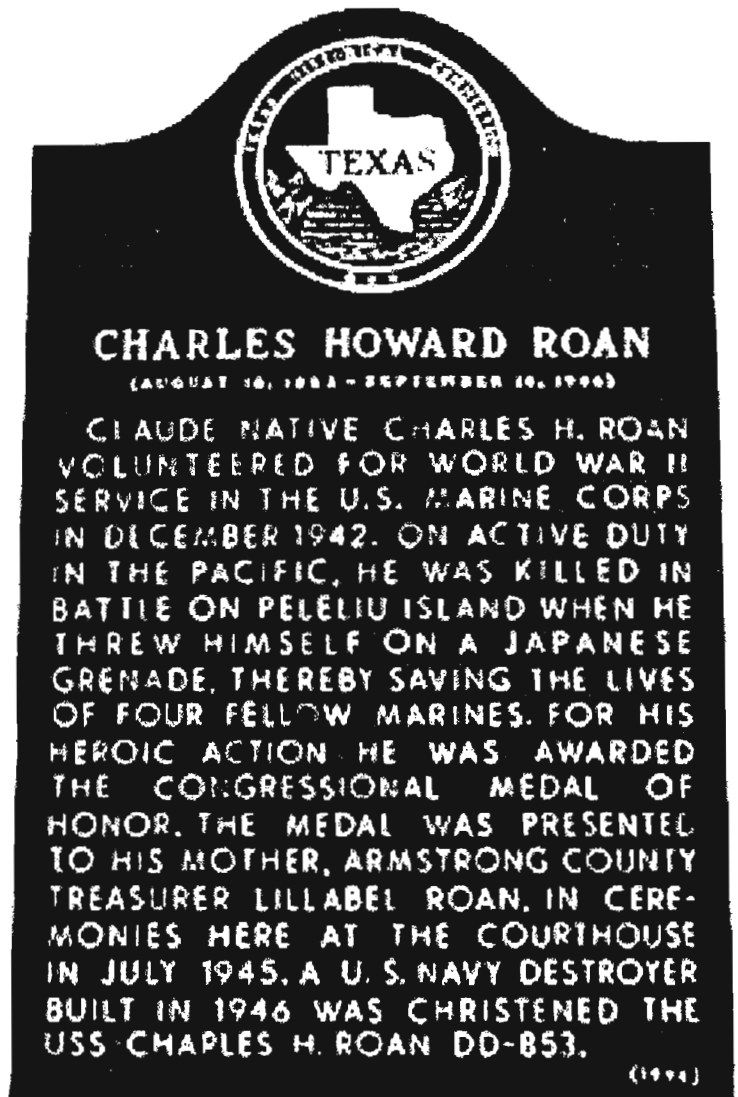 TEXAS
CHARLES HOWARD ROAN
(AUGUST – SEPTEMBER
CLAUDE NATIVE CHARLES H. ROAN
VOLUNTEERED FOR WORLD WAR II
SERVICE IN THE U.S. MARINE CORPS
IN DECEMBER 1942. ON ACTIVE DUTY
IN THE PACIFIC, HE WAS KILLED IN
BATTLE ON PELELIU ISLAND WHEN HE
THREW HIMSELF ON A JAPANESE
GRENADE, THEREBY SAVING THE LIVES
OF FOUR FELLOW MARINES. FOR HIS
HEROIC ACTION HE WAS AWARDED
THE CONGRESSIONAL MEDAL OF
HONOR. THE MEDAL WAS PRESENTED
TO HIS MOTHER, ARMSTRONG COUNTY
TREASURER LILLABEL ROAN, IN CERE-
MONIES HERE AT THE COURTHOUSE
IN JULY 1945. A U.S. NAVY DESTROYER
BUILT IN 1946 WAS CHRISTENED THE
USS CHARLES H. ROAN DD-853.
(1994)